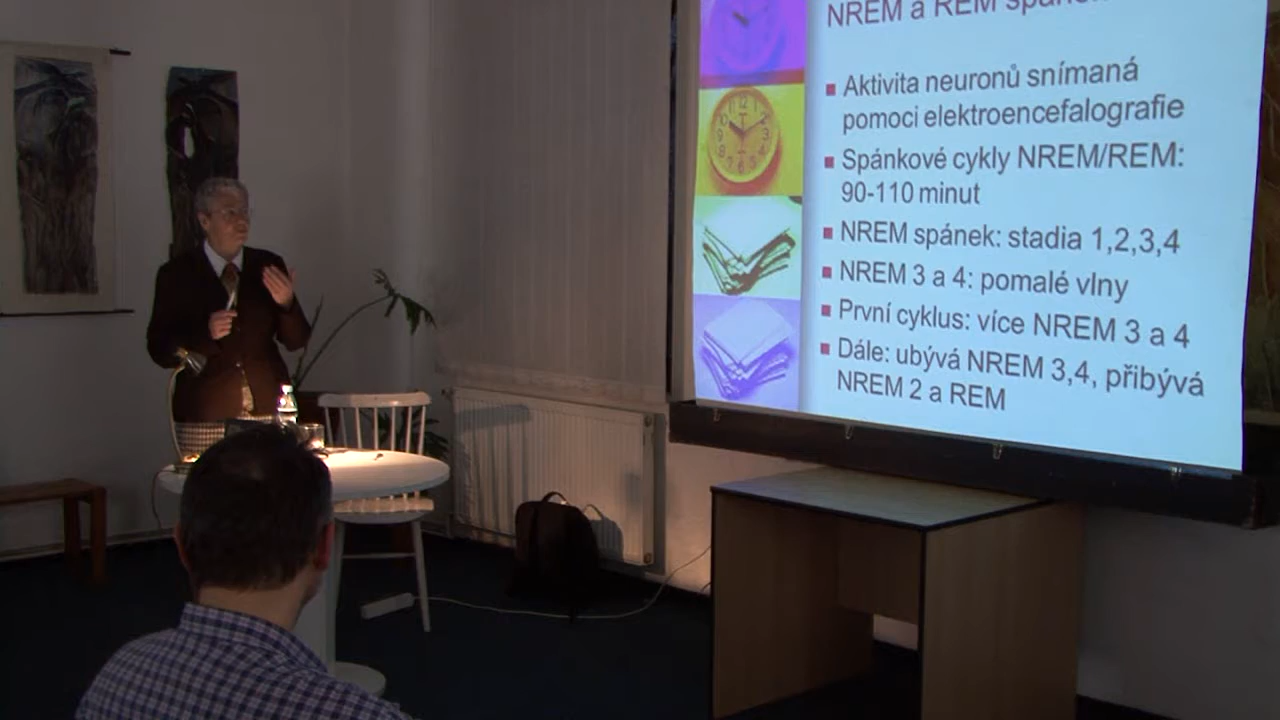 NREM a REM spánek
Aktivita neuronů snímaná
pomoci elektroencefalografie
Spánkové cykly NREM/REM:
90-110 minut
NREM spánek: stadia 1,2,3,4
NREM 3 a 4: pomalé vlny
První cyklus: více NREM 3 a 4
Dále: ubývá NREM 3,4, přibývá
NREM 2 a REM